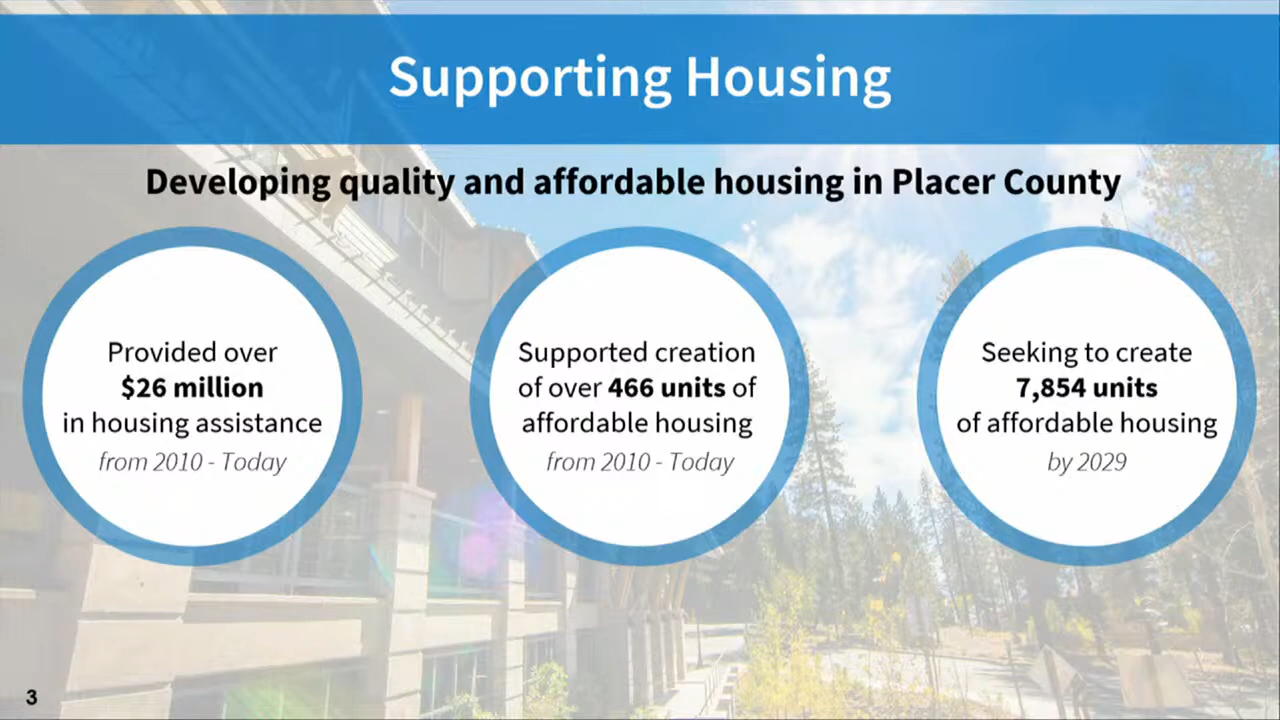 Supporting Housing
Developing quality and affordable housing in Placer County
Provided over
$26 million
in housing assistance
from 2010 - Today
Supported creation
of over 466 units of
affordable housing
from 2010 - Today
Seeking to create
7,854 units
of affordable housing
by 2029
3